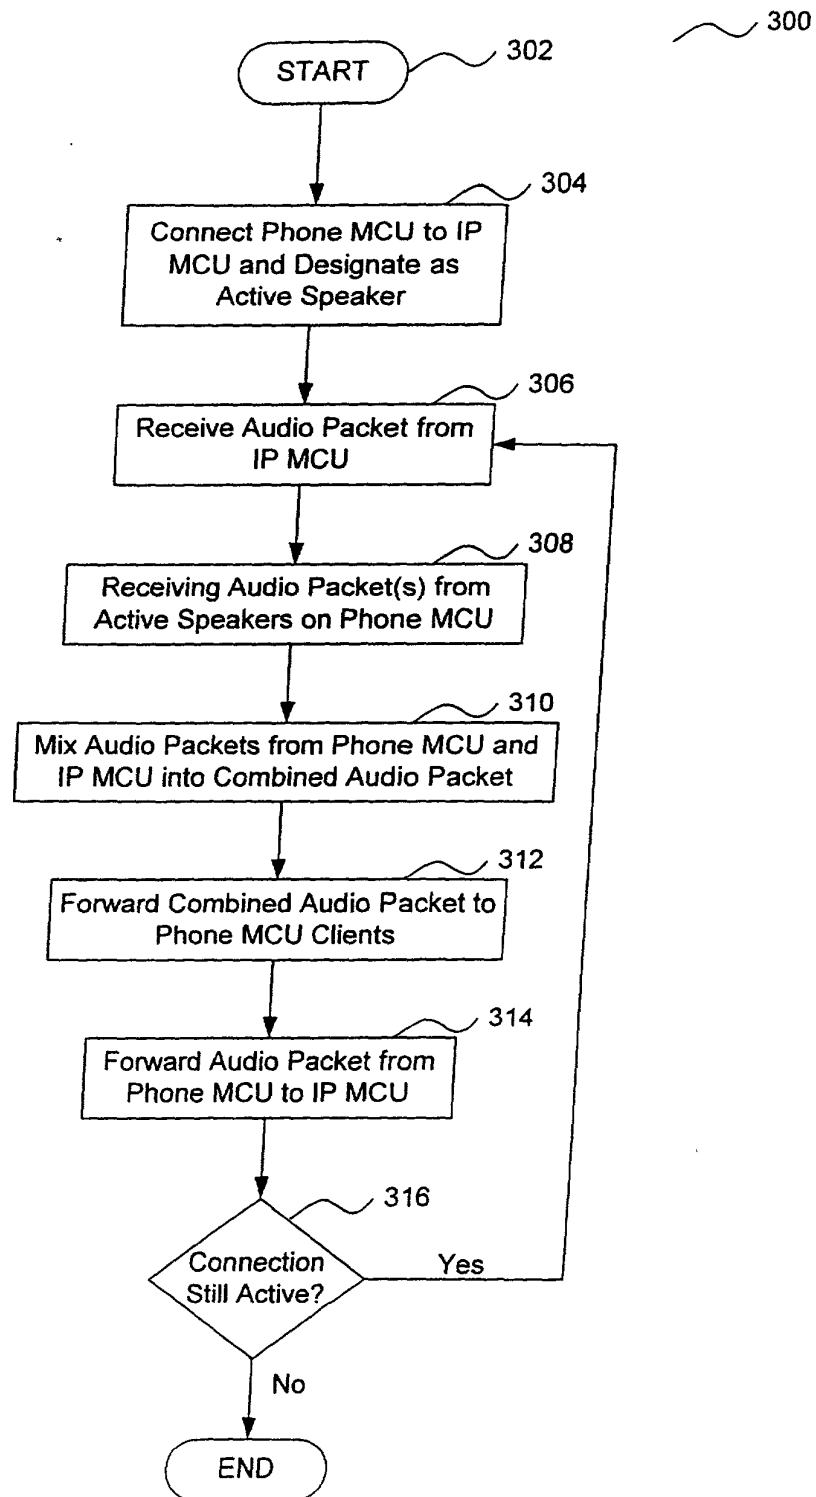 300
START
302
304
Connect Phone MCU to IP
MCU and Designate as
Active Speaker
306
Receive Audio Packet from
IP MCU
308
Receiving Audio Packet(s) from
Active Speakers on Phone MCU
310
Mix Audio Packets from Phone MCU and
IP MCU into Combined Audio Packet
312
Forward Combined Audio Packet to
Phone MCU Clients
314
Forward Audio Packet from
Phone MCU to IP MCU
316
Connection
Still Active?
Yes
No
END